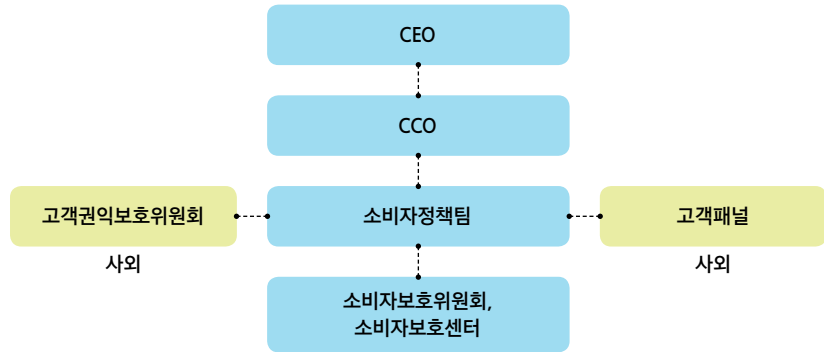 CEO
CCO
고객권익보호위원회
소비자정책팀
고객패널
사외
사외
소비자보호위원회,
소비자보호센터